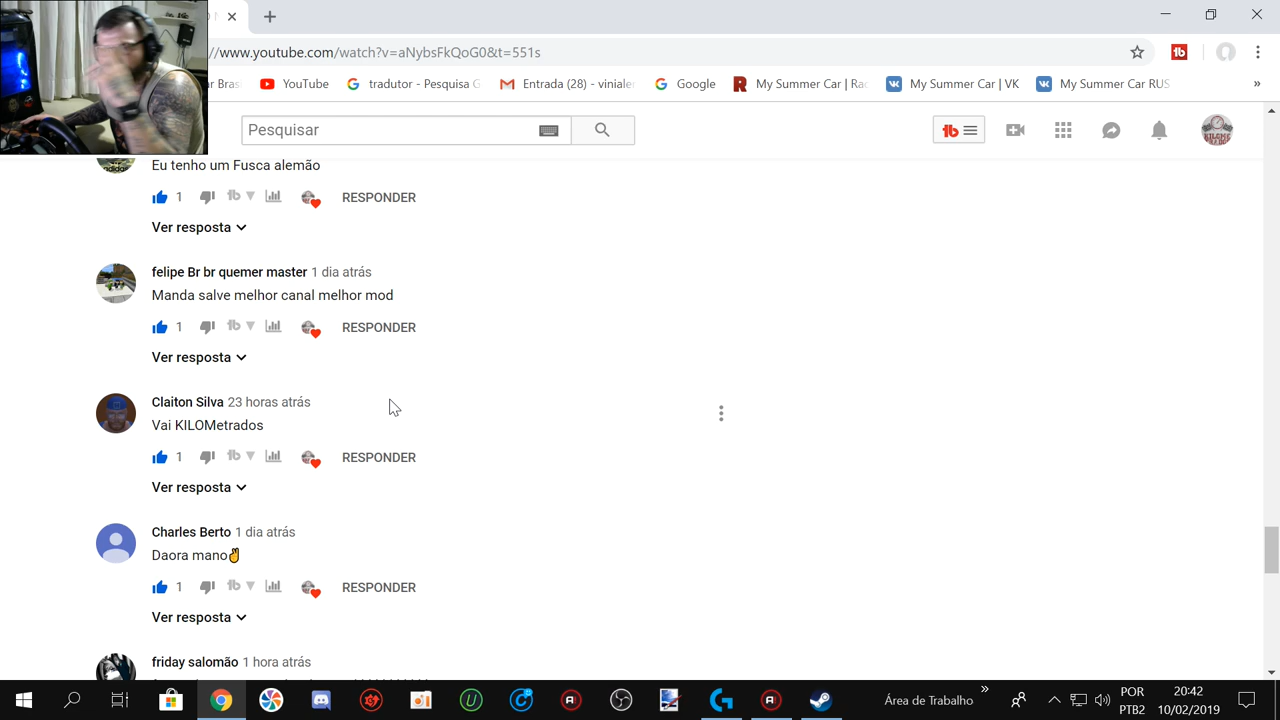 //www.youtube.com/watch?v=aNybsFkQoG0&t=551s
ar Bras
YouTube
tradutor - Pesquisa G
Entrada (28) - vinialer
Google
My Summer Car | Rac
My Summer Car | VK
My Summer Car RUS
»
Pesquisar
Eu tenho um Fusca alemão
1 RESPONDER
Ver resposta
felipe Br br quemer master 1 dia atrás
Manda salve melhor canal melhor mod
1 RESPONDER
Ver resposta
Claiton Silva 23 horas atrás
Vai KILOMetrados
1 RESPONDER
Ver resposta
Charles Berto 1 dia atrás
Daora mano✌
1 RESPONDER
Ver resposta
friday salomão 1 hora atrás
Área de Trabalho
»
POR
PTB2
20:42
10/02/2019